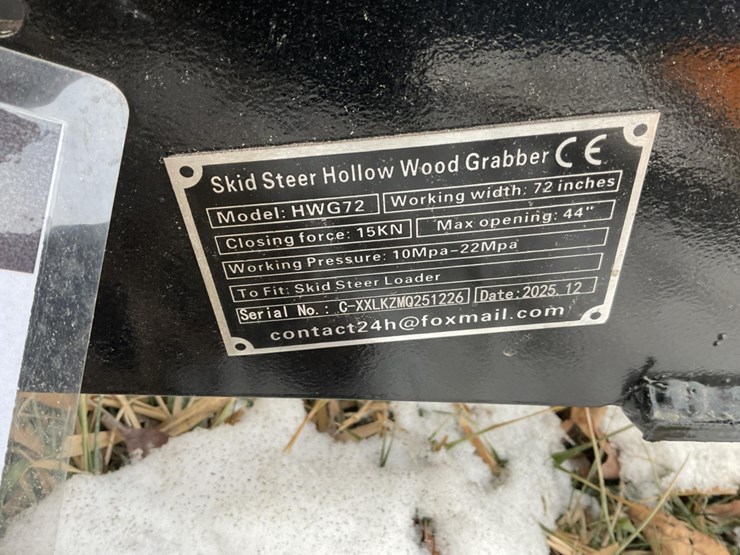 Skid Steer Hollow Wood Grabber CE
Model: HWG72 Working width: 72 inches
Closing force: 15KN Max opening: 44"
Working Pressure: 10Mpa-22Mpa
To Fit: Skid Steer Loader
Serial No.: C-XXLKZMQ251226 Date: 2025.12
contact24h@foxmail.com